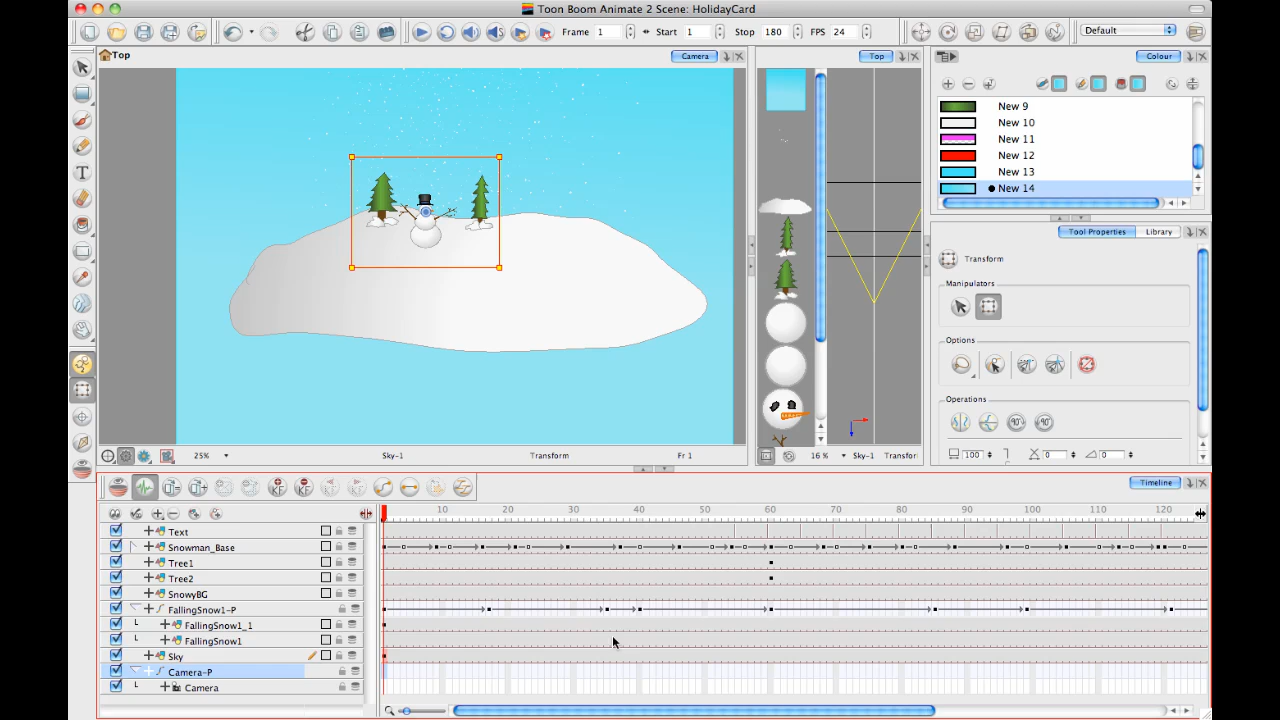 Toon Boom Animate 2 Scene: HolidayCard
Frame 1 Start 1 Stop 180 FPS 24 Default
Top Camera Top Colour
New 9
New 10
New 11
New 12
New 13
New 14
Tool Properties Library
Transform
Manipulators
Options
Operations
100 0 0
25% Sky-1 Transform Fr 1 16 % Sky-1 Transfor
Timeline
10 20 30 40 50 60 70 80 90 100 110 120
Text
Snowman_Base
Tree1
Tree2
SnowyBG
FallingSnow1-P
FallingSnow1_1
FallingSnow1
Sky
Camera-P
Camera